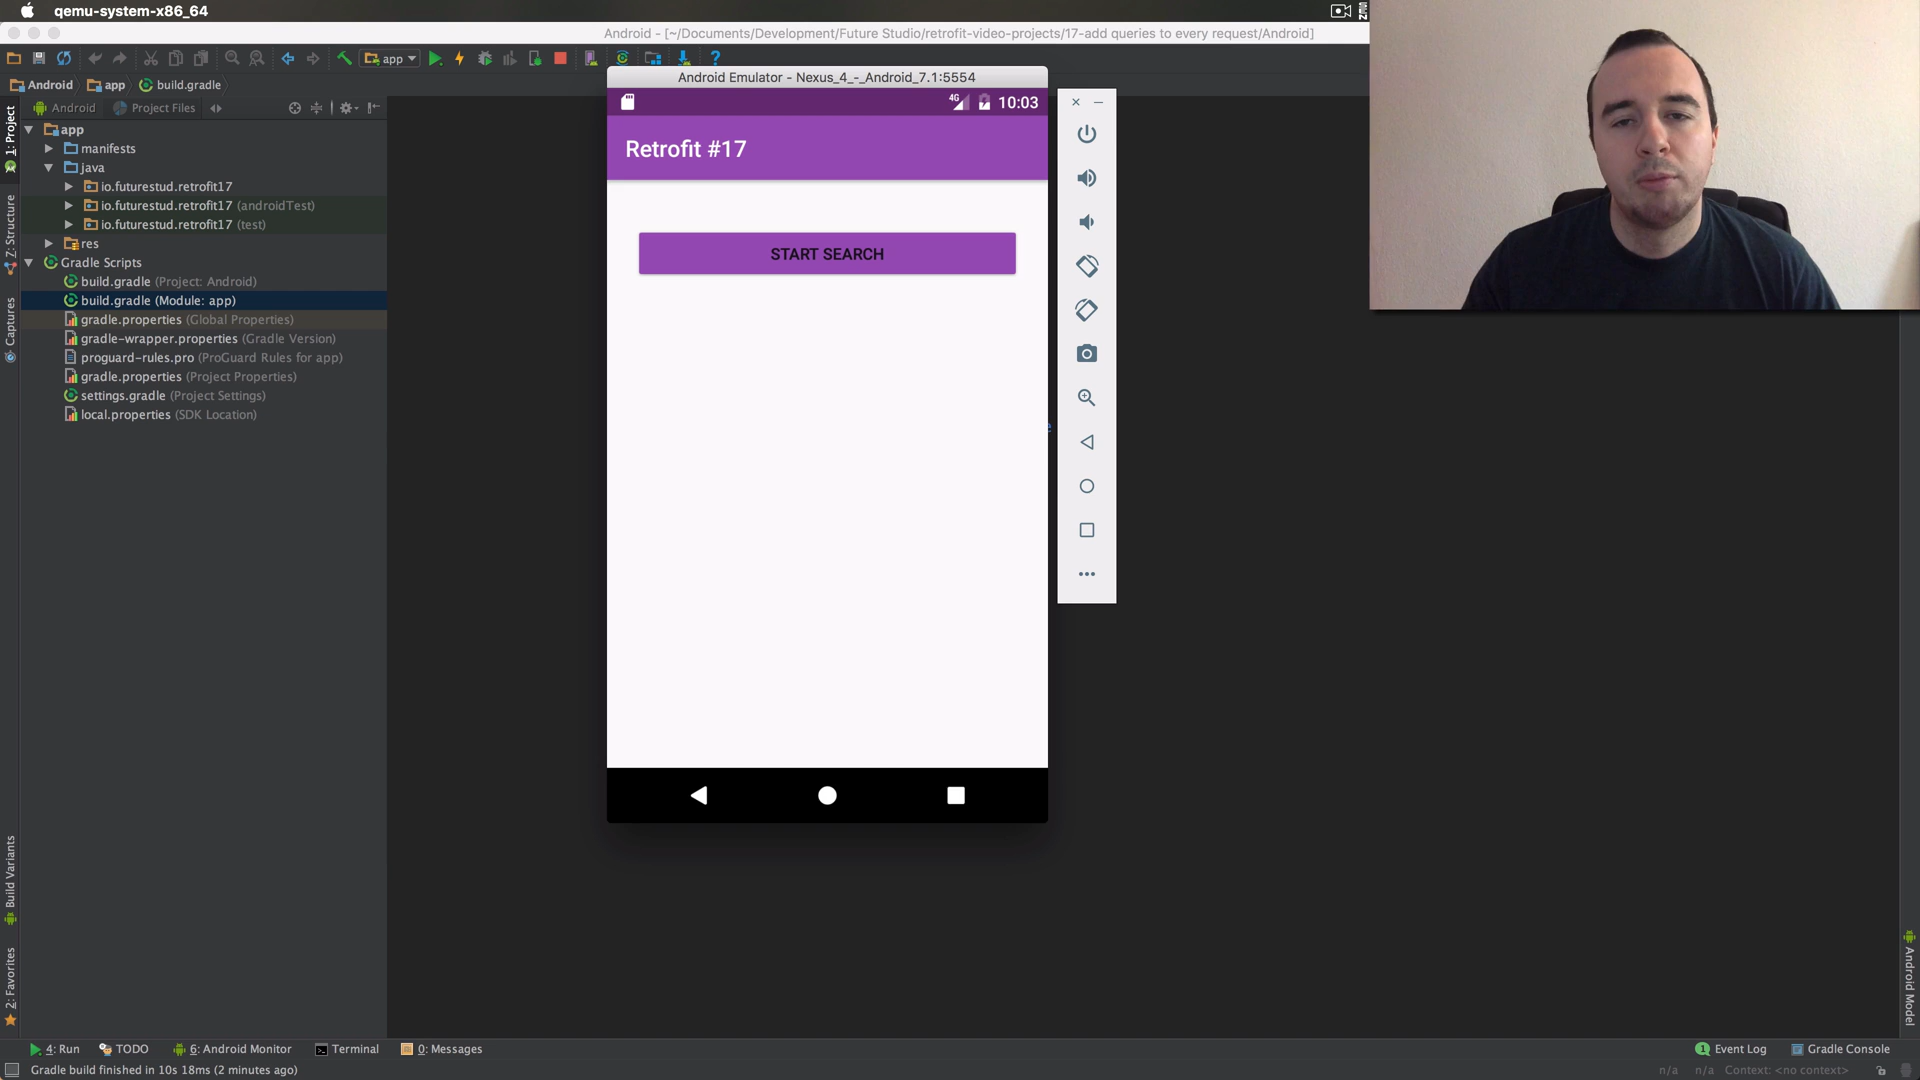 qemu-system-x86_64
Android - [~/Documents/Development/Future Studio/retrofit-video-projects/17-add queries to every request/Android]
app
Android
app
build.gradle
Android Emulator - Nexus_4_-_Android_7.1:5554
Android
Project Files
4G
10:03
Retrofit #17
START SEARCH
app
manifests
java
io.futurestud.retrofit17
io.futurestud.retrofit17 (androidTest)
io.futurestud.retrofit17 (test)
res
Gradle Scripts
build.gradle (Project: Android)
build.gradle (Module: app)
gradle.properties (Global Properties)
gradle-wrapper.properties (Gradle Version)
proguard-rules.pro (ProGuard Rules for app)
gradle.properties (Project Properties)
settings.gradle (Project Settings)
local.properties (SDK Location)
1: Project
Z: Structure
Captures
Build Variants
2: Favorites
Android Model
4: Run
TODO
6: Android Monitor
Terminal
0: Messages
1 Event Log
Gradle Console
Gradle build finished in 10s 18ms (2 minutes ago)
n/a
n/a
Context: <no context>